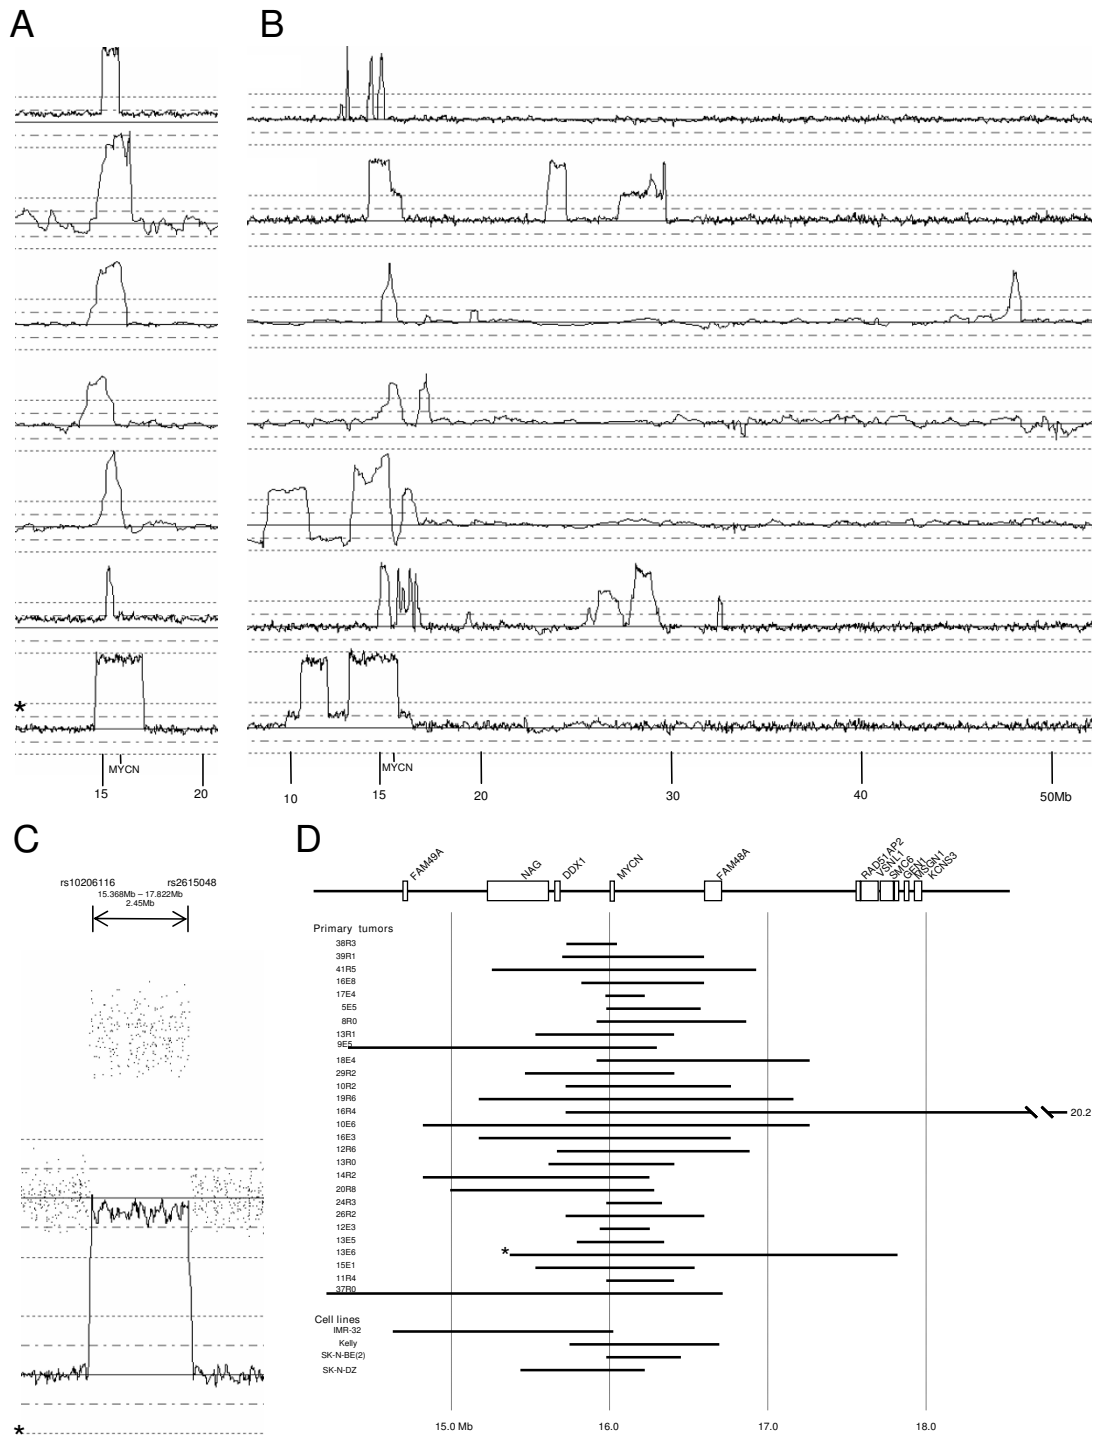 A
B
*
MYCN
15
20
MYCN
10
15
20
30
40
50Mb
C
rs10206116
rs2615048
15.368Mb – 17.822Mb
2.45Mb
*
D
FAM49A
NAG
DDX1
MYCN
FAM48A
RAD51AP2
VSNL1
SMC6
GEN1
MSGN1
KCNS3
Primary tumors
38R3
39R1
41R5
16E8
17E4
5E5
8R0
13R1
9E5
18E4
29R2
10R2
19R6
16R4
20.2
10E6
16E3
12R6
13R0
14R2
20R8
24R3
26R2
12E3
13E5
13E6
*
15E1
11R4
37R0
Cell lines
IMR-32
Kelly
SK-N-BE(2)
SK-N-DZ
15.0 Mb
16.0
17.0
18.0